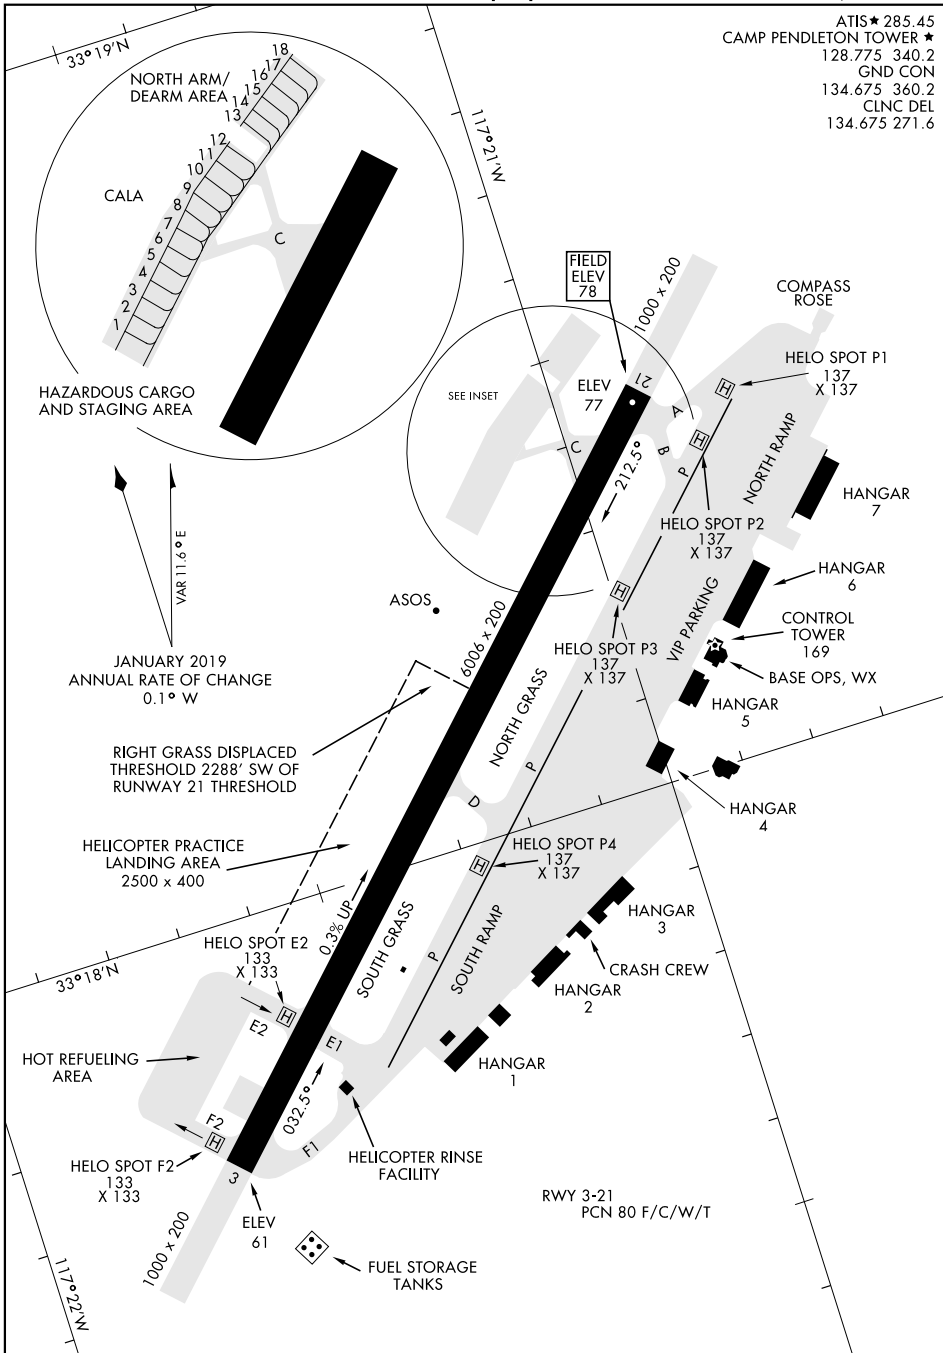 ATIS★ 285.45
CAMP PENDLETON TOWER ★
128.775 340.2
GND CON
134.675 360.2
CLNC DEL
134.675 271.6
33°19'N
NORTH ARM/
DEARM AREA
18
17
16
15
14
13
12
11
10
9
8
7
6
5
4
3
2
1
CALA
C
HAZARDOUS CARGO
AND STAGING AREA
117°21'W
FIELD
ELEV
78
1000 x 200
COMPASS
ROSE
HELO SPOT P1
137
X 137
H
21
ELEV
77
SEE INSET
A
B
C
H
P
NORTH RAMP
212.5°
HANGAR
7
HELO SPOT P2
137
X 137
VAR 11.6° E
HANGAR
6
ASOS
H
6006 x 200
VIP PARKING
CONTROL
TOWER
169
HELO SPOT P3
137
X 137
BASE OPS, WX
JANUARY 2019
ANNUAL RATE OF CHANGE
0.1° W
HANGAR
5
NORTH GRASS
RIGHT GRASS DISPLACED
THRESHOLD 2288' SW OF
RUNWAY 21 THRESHOLD
P
D
HANGAR
4
HELICOPTER PRACTICE
LANDING AREA
2500 x 400
HELO SPOT P4
137
X 137
H
0.3% UP
HANGAR
3
SOUTH GRASS
HELO SPOT E2
133
X 133
P
SOUTH RAMP
CRASH CREW
33°18'N
HANGAR
2
H
E2
E1
HOT REFUELING
AREA
HANGAR
1
032.5°
F2
H
F1
HELICOPTER RINSE
FACILITY
HELO SPOT F2
133
X 133
3
ELEV
61
RWY 3-21
PCN 80 F/C/W/T
1000 x 200
FUEL STORAGE
TANKS
117°22'W